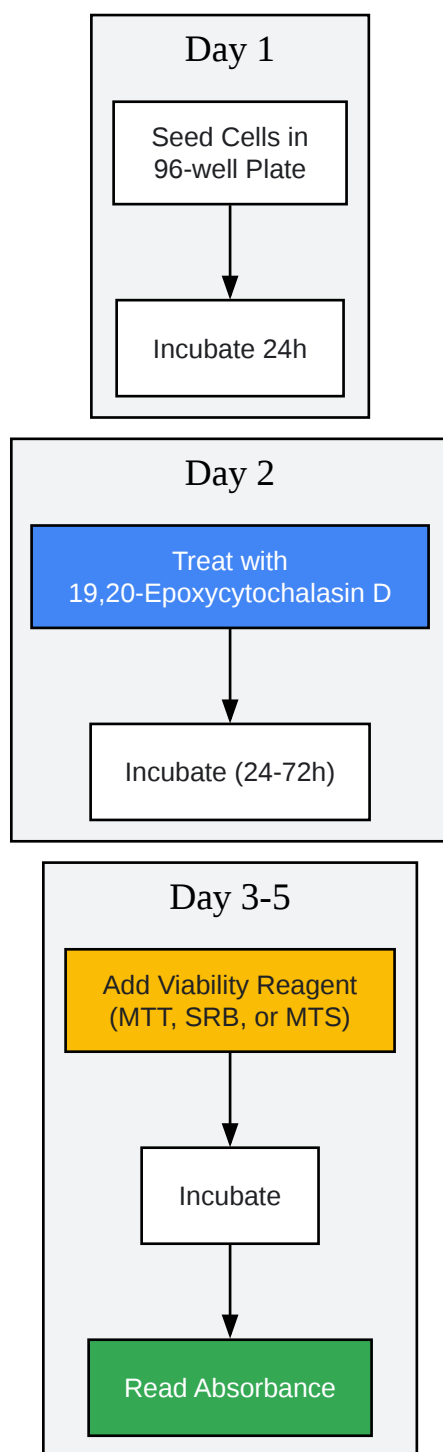 Day 1
Seed Cells in
96-well Plate
Incubate 24h
Day 2
Treat with
19,20-Epoxycytochalasin D
Incubate (24-72h)
Day 3-5
Add Viability Reagent
(MTT, SRB, or MTS)
Incubate
Read Absorbance